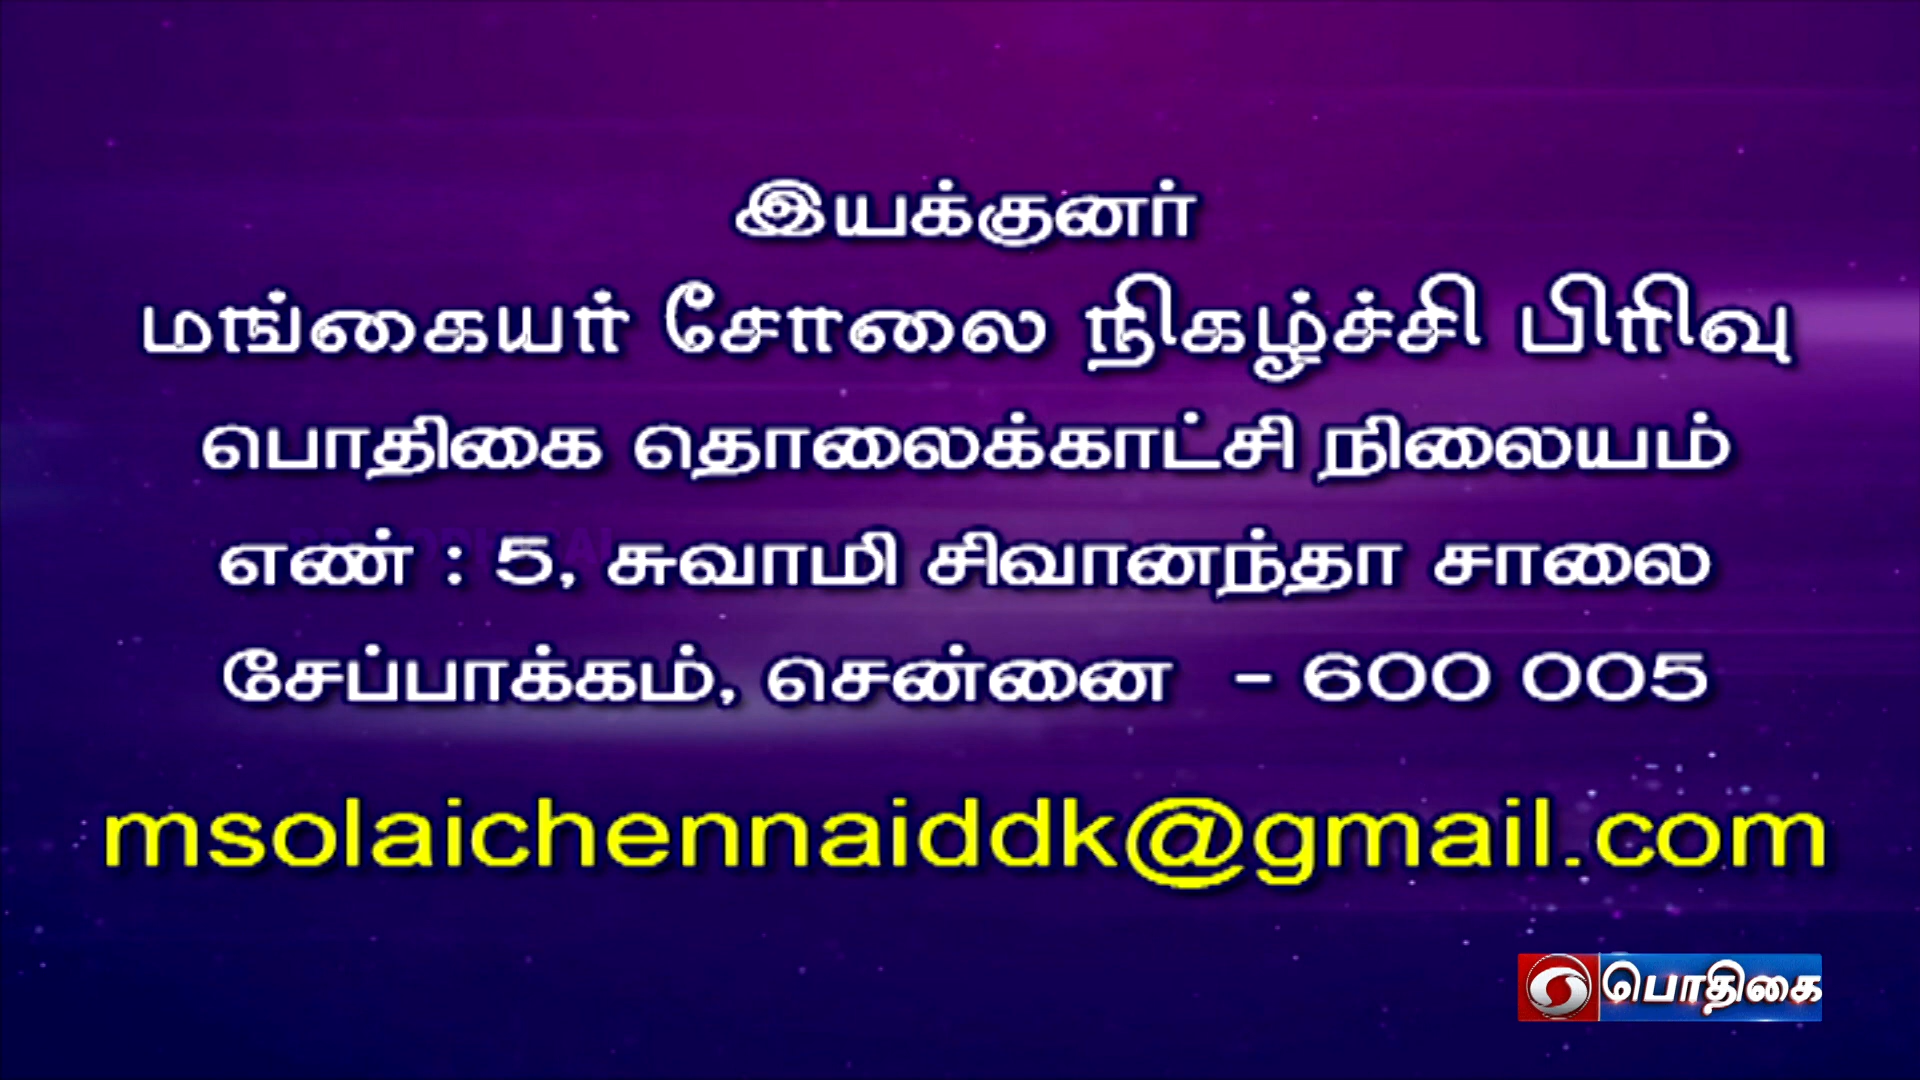 இயக்குனர்
மங்கையர் சோலை நிகழ்ச்சி பிரிவு
பொதிகை தொலைக்காட்சி நிலையம்
எண் : 5, சுவாமி சிவானந்தா சாலை
சேப்பாக்கம், சென்னை - 600 005
msolaichennaiddk@gmail.com
பொதிகை